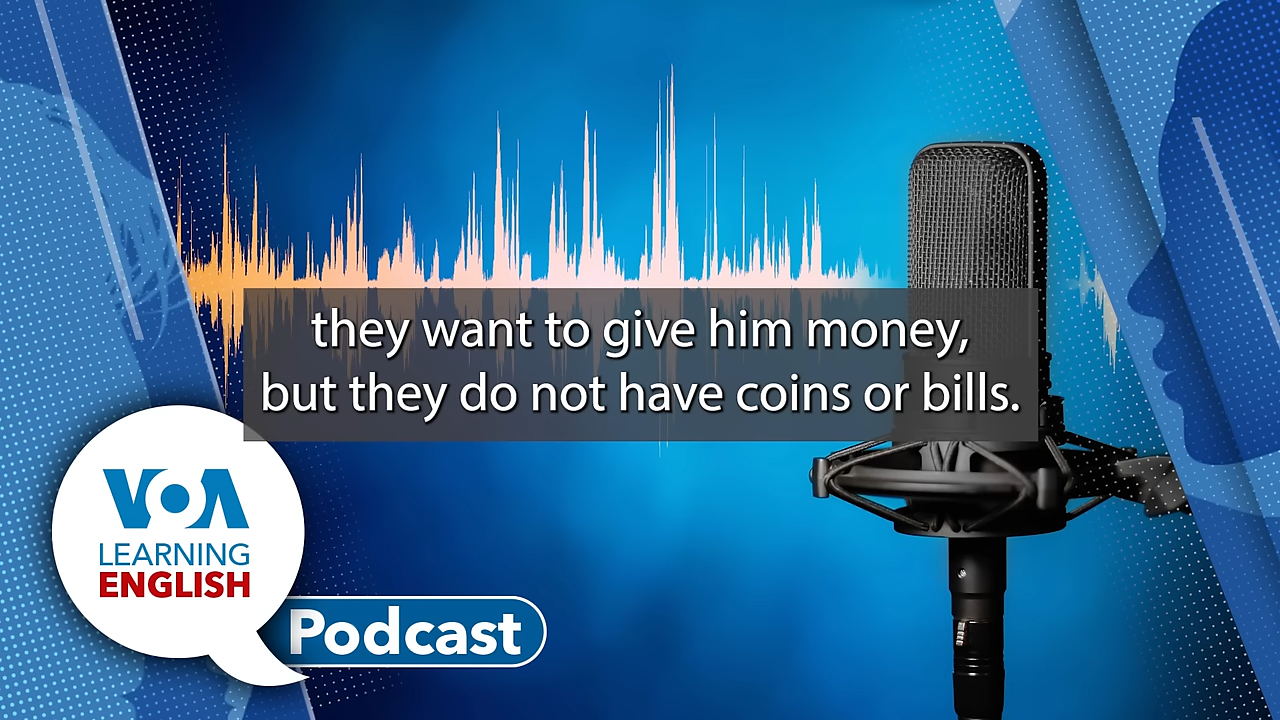 they want to give him money,
but they do not have coins or bills.
VOA
LEARNING
ENGLISH
Podcast